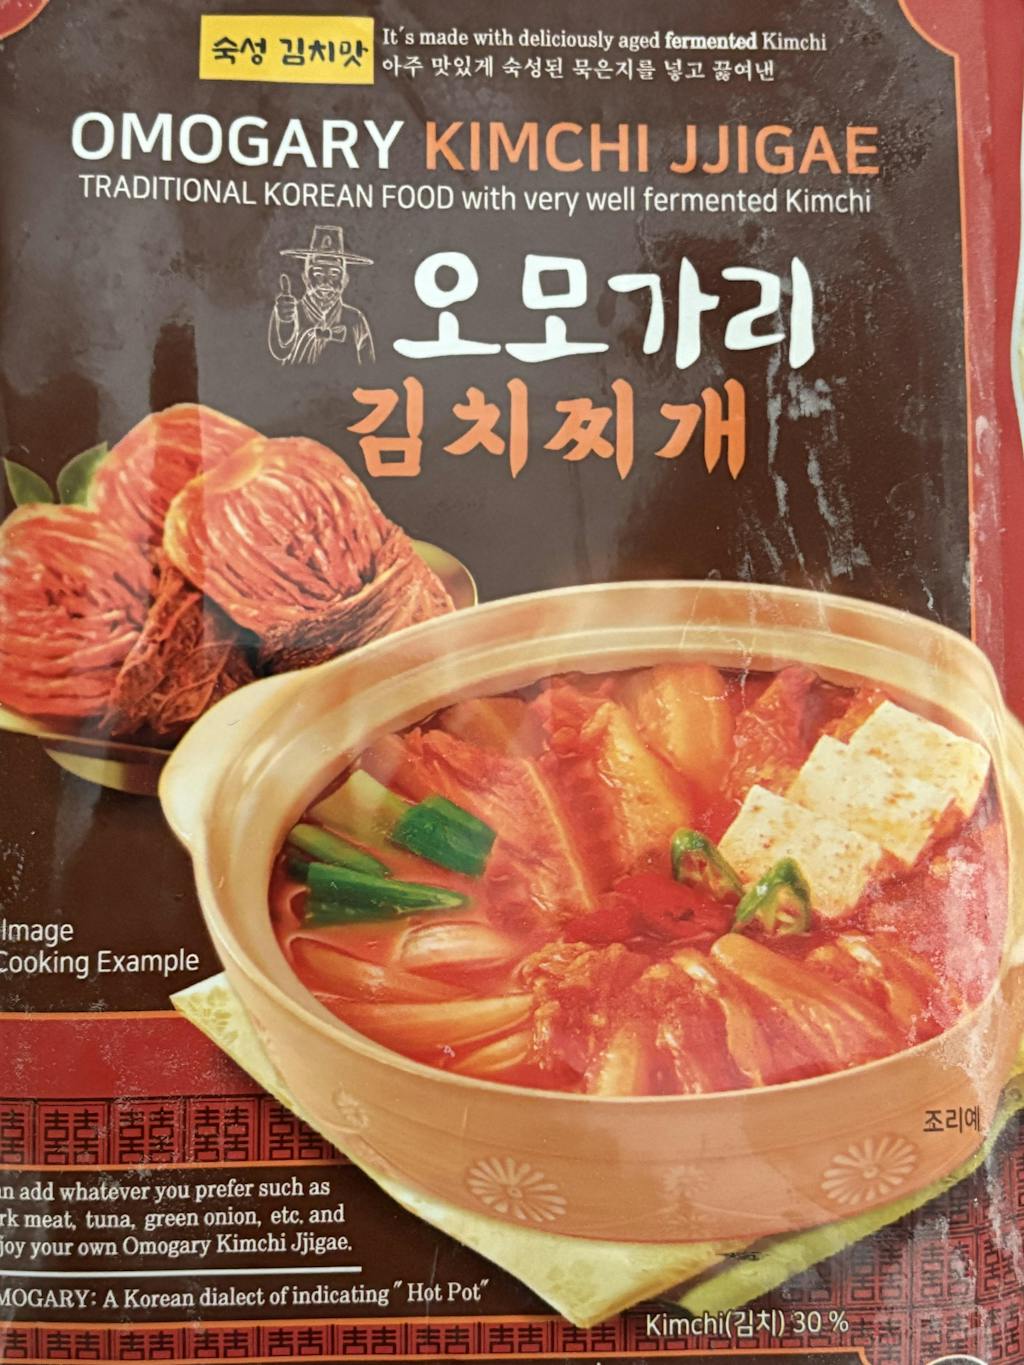 숙성 김치맛
It's made with deliciously aged fermented Kimchi
아주 맛있게 숙성된 묵은지를 넣고 끓여낸
OMOGARY KIMCHI JJIGAE
TRADITIONAL KOREAN FOOD with very well fermented Kimchi
오모가리
김치찌개
Image
Cooking Example
조리예
n add whatever you prefer such as
rk meat, tuna, green onion, etc. and
joy your own Omogary Kimchi Jjigae.
MOGARY: A Korean dialect of indicating "Hot Pot"
Kimchi(김치) 30 %